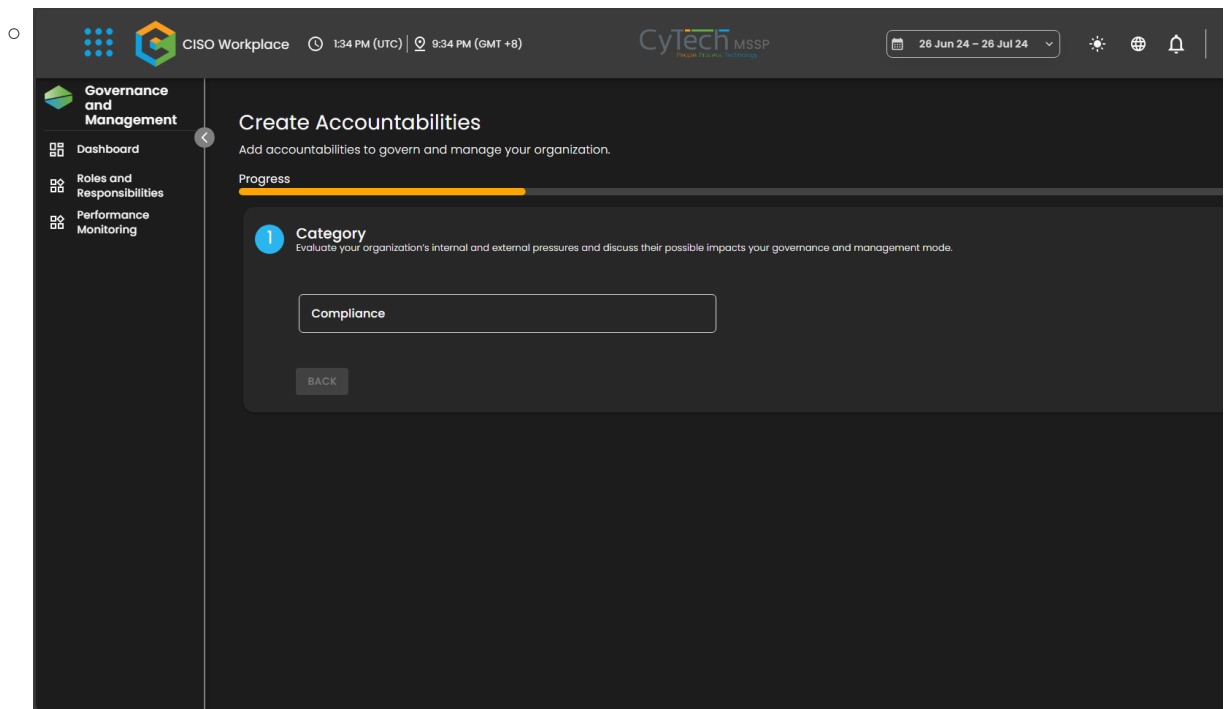 CISO Workplace
1:34 PM (UTC)
9:34 PM (GMT +8)
CyTech MSSP
People Process Technology
26 Jun 24 – 26 Jul 24
Governance
and
Management
Dashboard
Roles and
Responsibilities
Performance
Monitoring
Create Accountabilities
Add accountabilities to govern and manage your organization.
Progress
1
Category
Evaluate your organization's internal and external pressures and discuss their possible impacts your governance and management mode.
Compliance
BACK